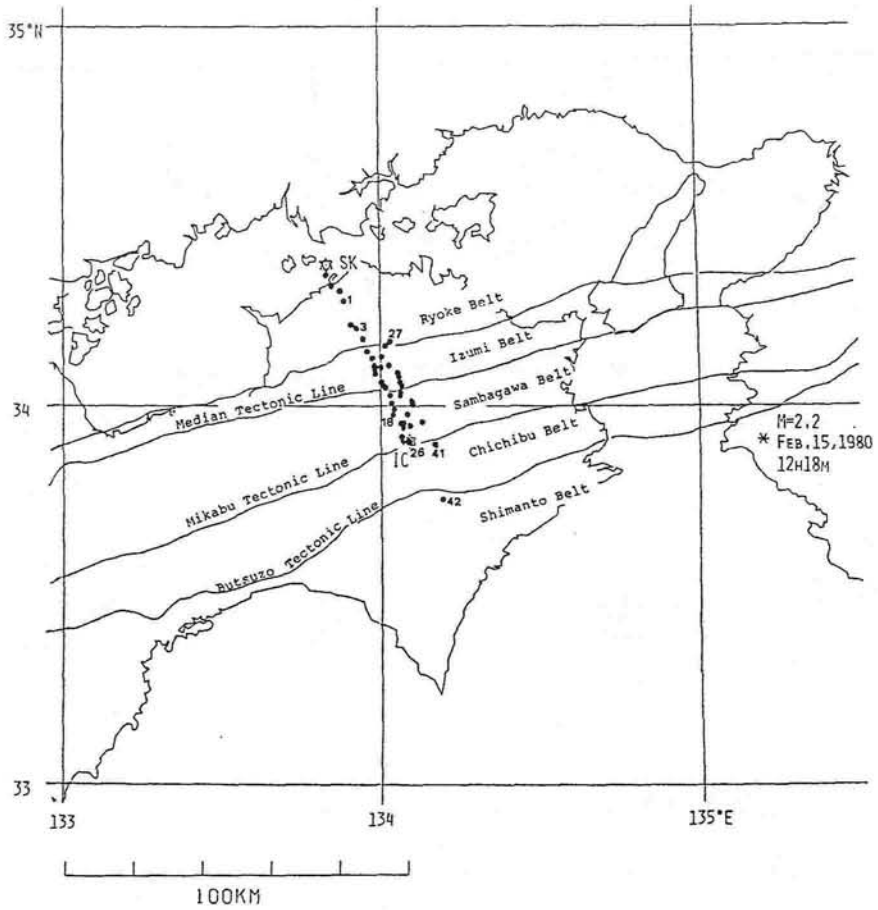 35°N
SK
1
3
27
Ryoke Belt
Izumi Belt
Median Tectonic Line
34
Sambagawa Belt
18
M=2.2
* FEB.15,1980
12H18M
Chichibu Belt
26
41
IC
Mikabu Tectonic Line
42
Shimanto Belt
Butsuzo Tectonic Line
33
133
134
135°E
100KM